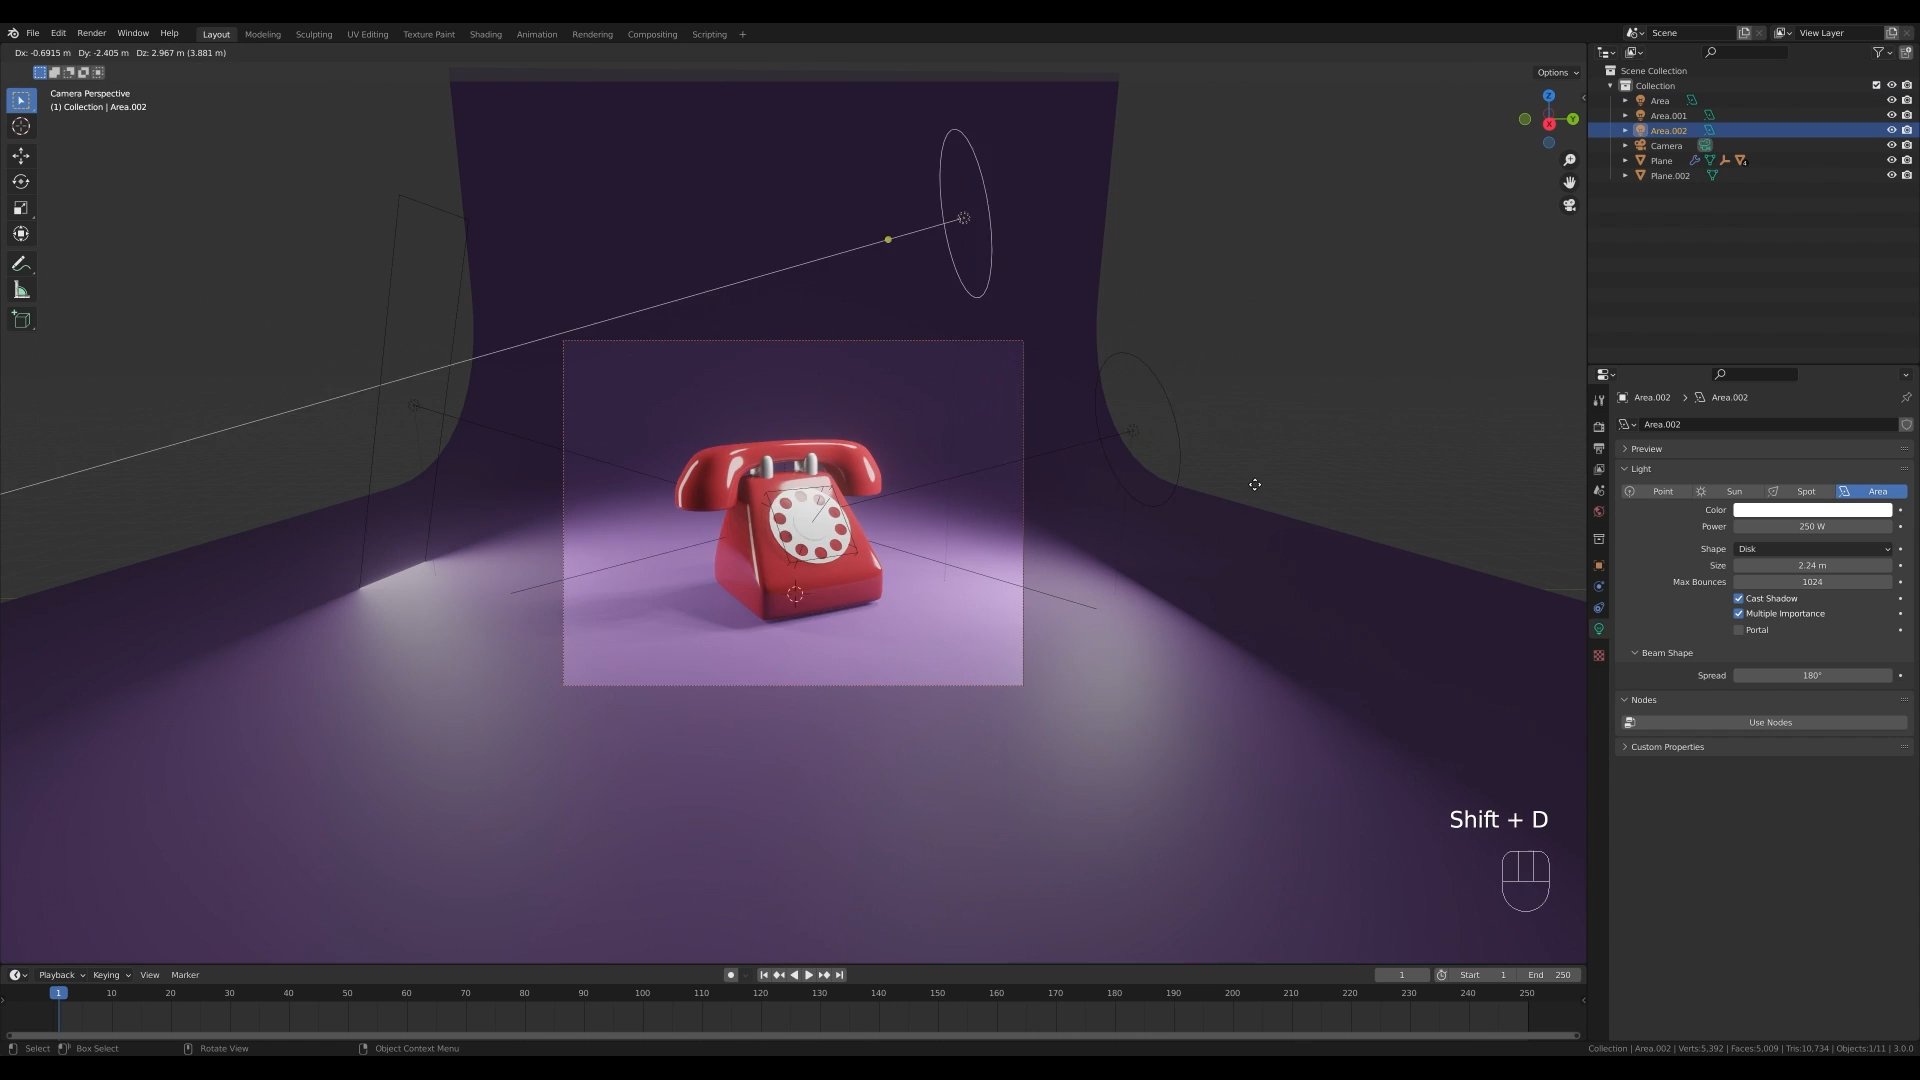 File Edit Render Window Help Layout Modeling Sculpting UV Editing Texture Paint Shading Animation Rendering Compositing Scripting + Scene View Layer
Dx: -0.6915 m Dy: -2.405 m Dz: 2.967 m (3.881 m)
Options
Camera Perspective
(1) Collection | Area.002
Z
Y
X
Scene Collection
Collection
Area
Area.001
Area.002
Camera
Plane 4
Plane.002
Area.002 > Area.002
Area.002
Preview
Light
Point Sun Spot Area
Color
Power 250 W
Shape Disk
Size 2.24 m
Max Bounces 1024
Cast Shadow
Multiple Importance
Portal
Beam Shape
Spread 180°
Nodes
Use Nodes
Custom Properties
Shift + D
Playback Keying View Marker 1 Start 1 End 250
1 10 20 30 40 50 60 70 80 90 100 110 120 130 140 150 160 170 180 190 200 210 220 230 240 250
Select Box Select Rotate View Object Context Menu Collection | Area.002 | Verts:5,392 | Faces:5,009 | Tris:10,734 | Objects:1/11 | 3.0.0